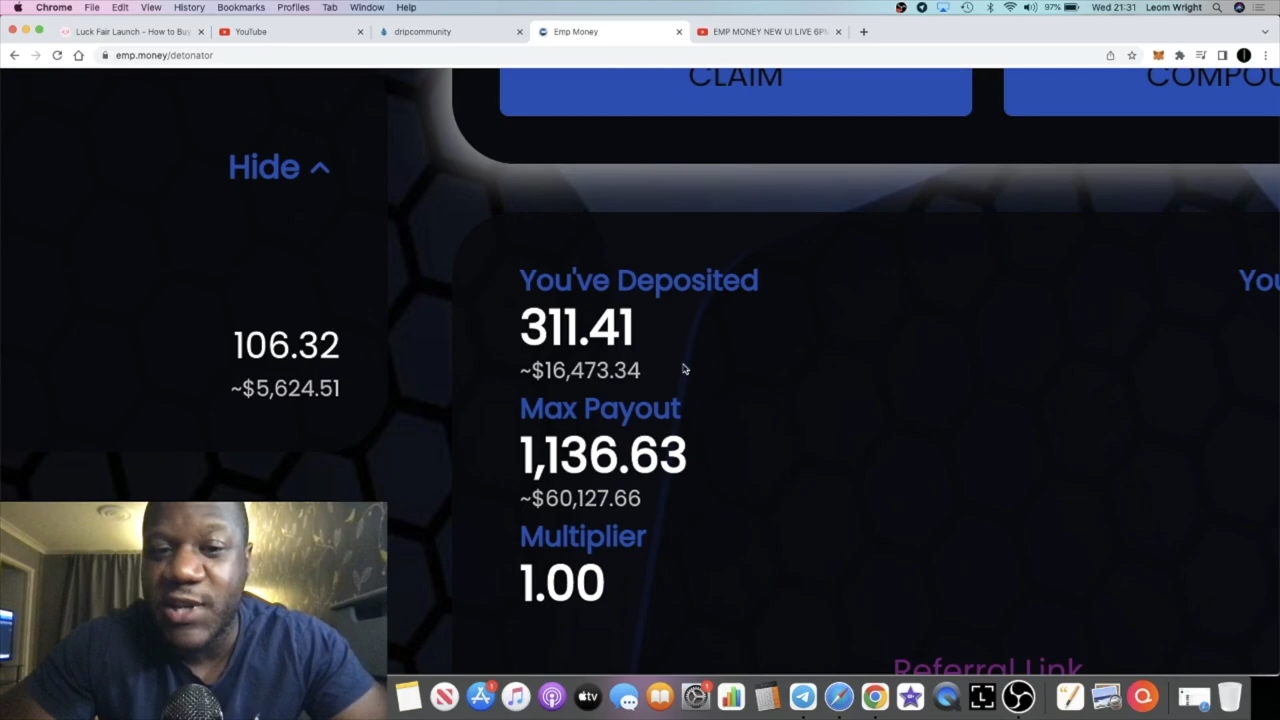 Chrome File Edit View History Bookmarks Profiles Tab Window Help 97% Wed 21:31 Leom Wright
Luck Fair Launch - How to Buy YouTube dripcommunity Emp Money EMP MONEY NEW UI LIVE 6PM
emp.money/detonator
CLAIM COMPOU
Hide
106.32
~$5,624.51
You've Deposited You
311.41
~$16,473.34
Max Payout
1,136.63
~$60,127.66
Multiplier
1.00
Referral Link